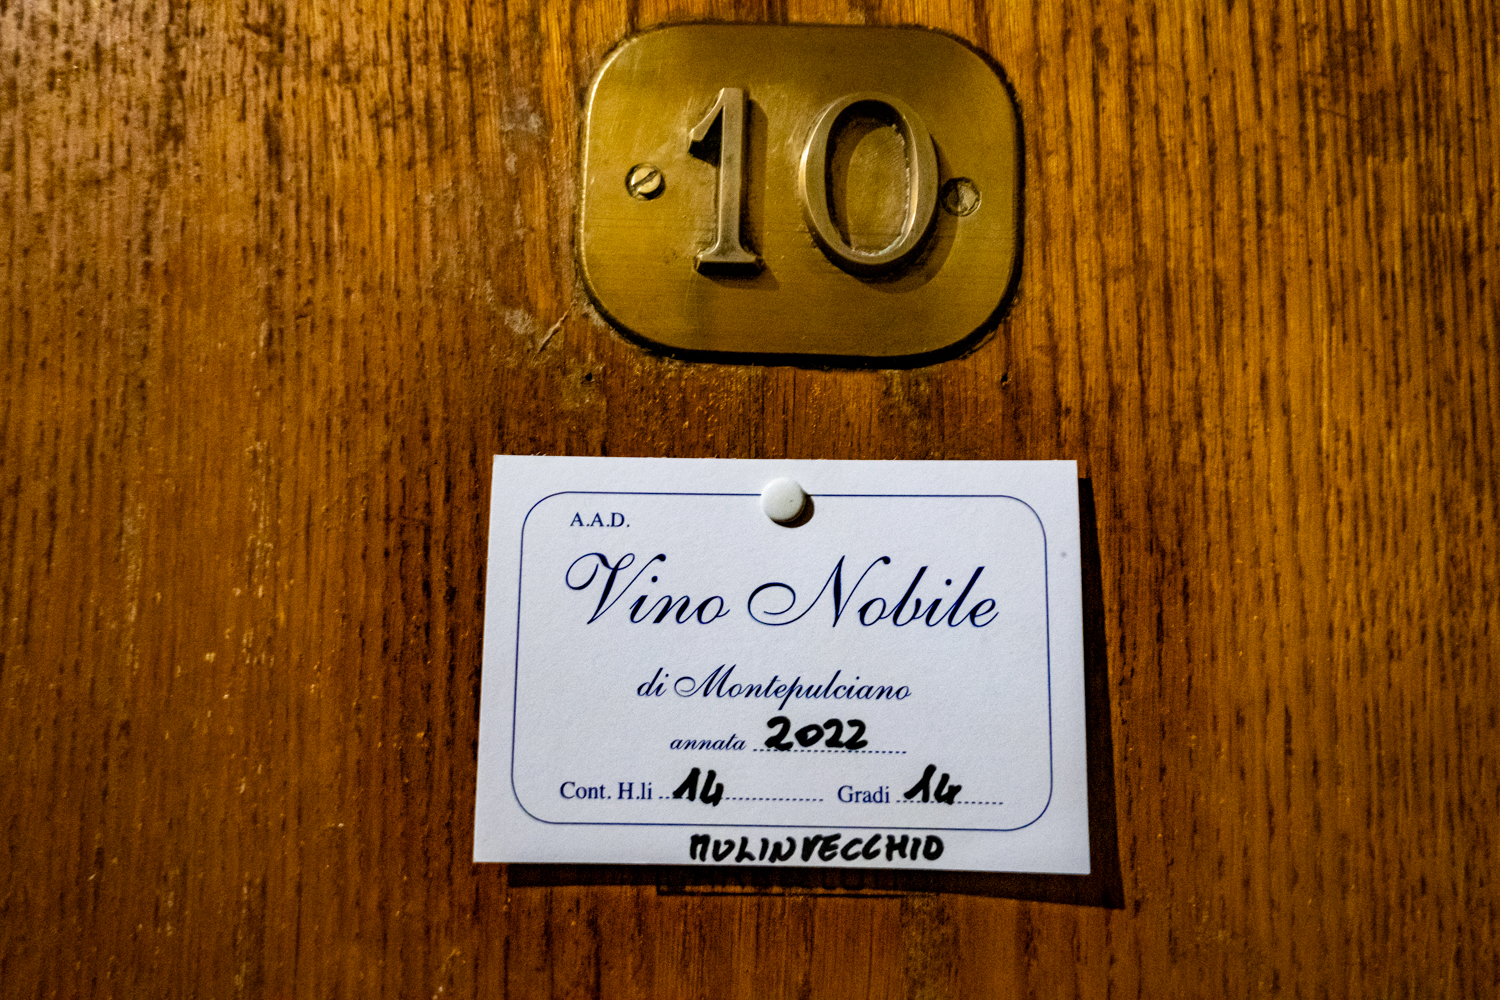 10
A.A.D.
Vino Nobile
di Montepulciano
annata 2022
Cont. H.li 14 Gradi 14
MULINVECCHIO